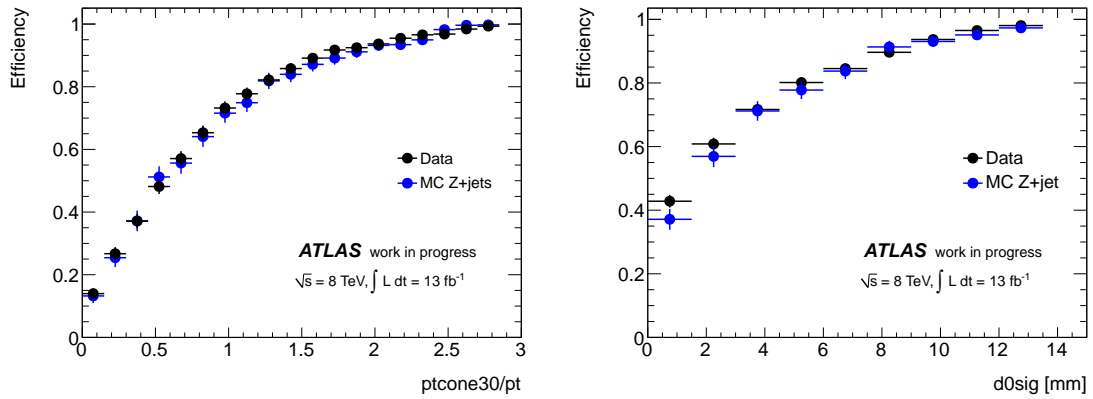 Efficiency
1
0.8
0.6
0.4
0.2
0
0 0.5 1 1.5 2 2.5 3
ptcone30/pt
Data
MC Z+jets
ATLAS work in progress
√s = 8 TeV, ∫ L dt = 13 fb⁻¹
Efficiency
1
0.8
0.6
0.4
0.2
0
0 2 4 6 8 10 12 14
d0sig [mm]
Data
MC Z+jet
ATLAS work in progress
√s = 8 TeV, ∫ L dt = 13 fb⁻¹